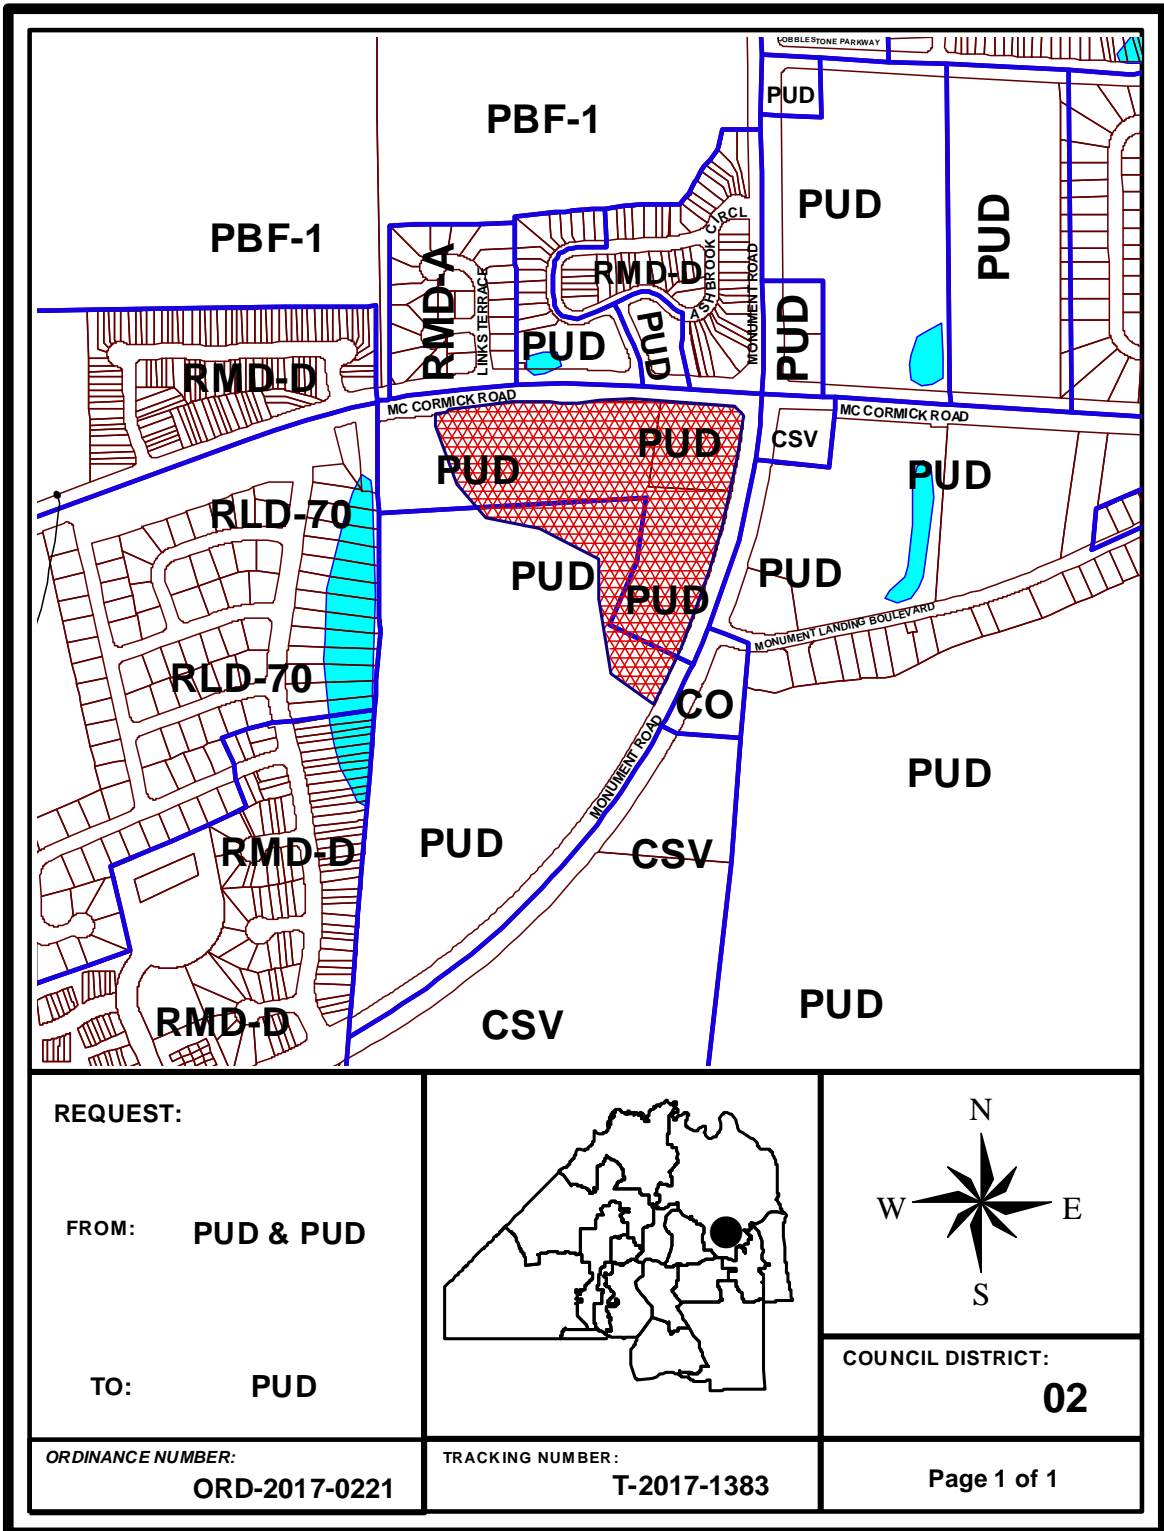 OBBLESTONE PARKWAY
PUD
PBF-1
PUD
PUD
PBF-1
ASHBROOK CIRCL
RMD-A
LINKS TERRACE
RMD-D
MONUMENT ROAD
PUD
PUD
PUD
RMD-D
MC CORMICK ROAD
MC CORMICK ROAD
CSV
PUD
PUD
PUD
RLD-70
PUD
PUD
PUD
MONUMENT LANDING BOULEVARD
RLD-70
CO
MONUMENT ROAD
PUD
PUD
RMD-D
CSV
PUD
RMD-D
CSV
REQUEST:
FROM: PUD & PUD
TO: PUD
N
W E
S
COUNCIL DISTRICT:
02
ORDINANCE NUMBER:
ORD-2017-0221
TRACKING NUMBER:
T-2017-1383
Page 1 of 1